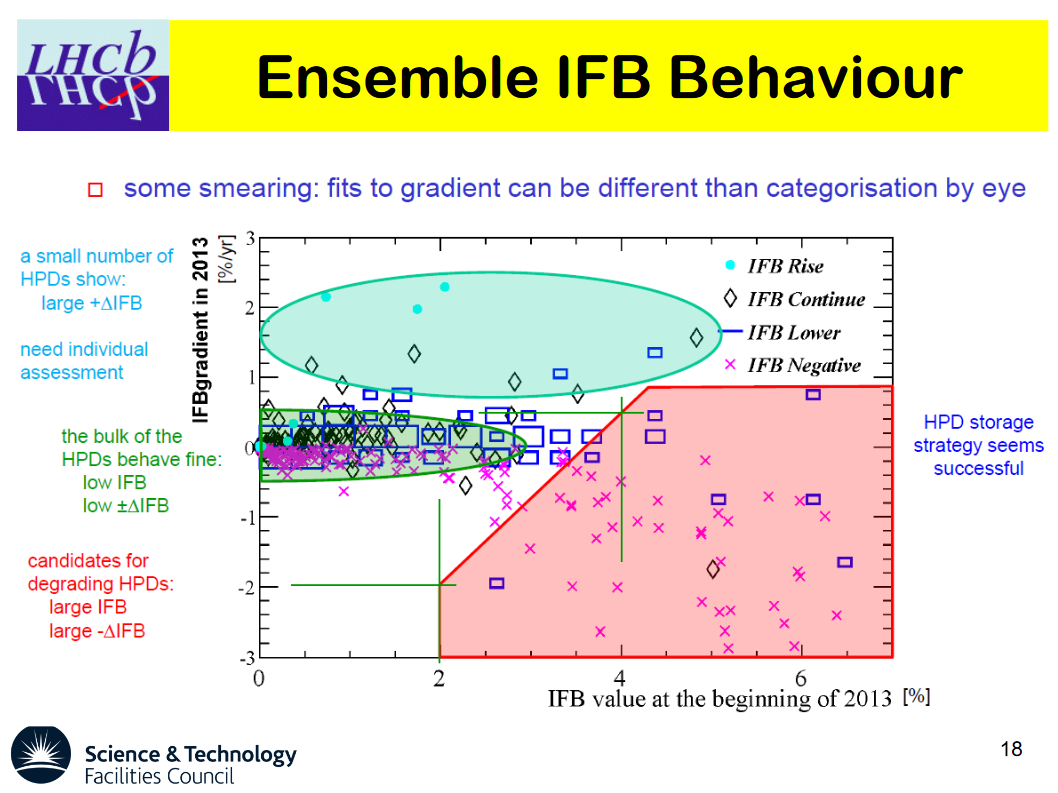 LHCb
LHCp
Ensemble IFB Behaviour
some smearing: fits to gradient can be different than categorisation by eye
a small number of
HPDs show:
large +∆IFB
need individual
assessment
the bulk of the
HPDs behave fine:
low IFB
low ±∆IFB
candidates for
degrading HPDs:
large IFB
large -∆IFB
IFBgradient in 2013 [%/yr]
3
2
1
0
-1
-2
-3
0
2
4
6
IFB value at the beginning of 2013 [%]
IFB Rise
IFB Continue
IFB Lower
IFB Negative
HPD storage
strategy seems
successful
Science & Technology
Facilities Council
18